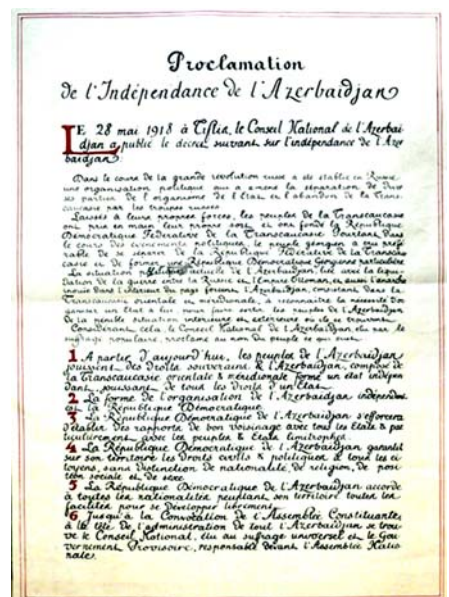 Proclamation
de l'Indépendance de l'Azerbaïdjan
LE 28 mai 1918 à Tiflis, le Conseil National de l'Azerbaï
djan a publié le décret suivant sur l'indépendance de l'Azer
baïdjan:
Dans le cours de la grande révolution russe a été établie en Russie
une organisation politique qui a amené la séparation de
parties de l'organisme de l'État et l'abandon de la Trans
caucasie par les troupes russes
Laissés à leurs propres forces, les peuples de la Transcaucasie
ont pris en main leur propre sort et ont fondé la République
Démocratique Fédérative de la Transcaucasie. Pourtant dans
le cours des événements politiques, le peuple géorgien a cru préfé
rable de se séparer de la République Fédérative de la Transcau
casie et de former une République Démocratique Géorgienne particulière
La situation politique actuelle de l'Azerbaïdjan, liée avec la liqui
dation de la guerre entre la Russie et l'Empire Ottoman, et aussi l'anarchie
inouïe dans l'intérieur du pays forcent l'Azerbaïdjan, consistant dans la
Transcaucasie orientale et méridionale, à reconnaître la nécessité d'or
ganiser un État à lui, pour faire sortir les peuples de l'Azerbaïdjan
de la pénible situation intérieure et extérieure où ils se trouvent
Considérant cela, le Conseil National de l'Azerbaïdjan, élu par le
suffrage populaire, proclame au nom du peuple ce qui suit
1 A partir d'aujourd'hui, les peuples de l'Azerbaïdjan
jouissent des droits souverains & l'Azerbaïdjan, composé de
la Transcaucasie orientale & méridionale forme un état indépen
dant, jouissant de tous les droits d'un État
2 La forme de l'organisation de l'Azerbaïdjan indépendant
est la République Démocratique
3 La République Démocratique de l'Azerbaïdjan s'efforcera
d'établir des rapports de bon voisinage avec tous les États & par
ticulièrement avec les peuples & États limitrophes
4 La République Démocratique de l'Azerbaïdjan garantit
sur son territoire les droits civils & politiques à tous les ci
toyens, sans distinction de nationalité, de religion, de posi
tion sociale et de sexe
5 La République Démocratique de l'Azerbaïdjan accorde
à toutes les nationalités peuplant son territoire toutes les
facilités pour se développer librement
6 Jusqu'à la Convocation de l'Assemblée Constituante,
à la tête de l'administration de tout l'Azerbaïdjan se trou
ve le Conseil National, élu au suffrage universel et le Gou
vernement Provisoire, responsable devant l'Assemblée Natio
nale